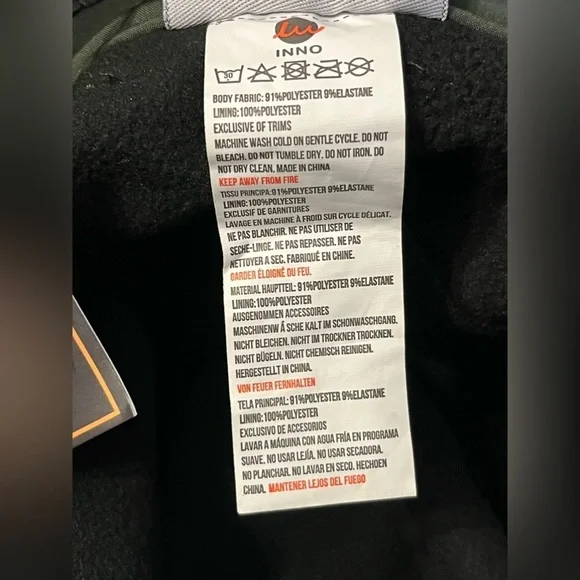 INNO
30
BODY FABRIC: 91%POLYESTER 9%ELASTANE
LINING:100%POLYESTER
EXCLUSIVE OF TRIMS
MACHINE WASH COLD ON GENTLE CYCLE. DO NOT
BLEACH. DO NOT TUMBLE DRY. DO NOT IRON. DO
NOT DRY CLEAN. MADE IN CHINA
KEEP AWAY FROM FIRE
TISSU PRINCIPA:91%POLYESTER 9%ELASTANE
LINING:100%POLYESTER
EXCLUSIF DE GARNITURES
LAVAGE EN MACHINE À FROID SUR CYCLE DÉLICAT.
NE PAS BLANCHIR. NE PAS UTILISER DE
SECHE-LINGE. NE PAS REPASSER. NE PAS
NETTOYER A SEC. FABRIQUÉ EN CHINE.
GARDER ÉLOIGNÉ DU FEU.
MATERIAL HAUPTTEIL: 91%POLYESTER 9%ELASTANE
LINING:100%POLYESTER
AUSGENOMMEN ACCESSOIRES
MASCHINENW Ä SCHE KALT IM SCHONWASCHGANG.
NICHT BLEICHEN. NICHT IM TROCKNER TROCKNEN.
NICHT BÜGELN. NICHT CHEMISCH REINIGEN.
HERGESTELLT IN CHINA.
VON FEUER FERNHALTEN
TELA PRINCIPAL: 91%POLYESTER 9%ELASTANE
LINING:100%POLYESTER
EXCLUSIVO DE ACCESORIOS
LAVAR A MÁQUINA CON AGUA FRÍA EN PROGRAMA
SUAVE. NO USAR LEJÍA. NO USAR SECADORA.
NO PLANCHAR. NO LAVAR EN SECO. HECHOEN
CHINA. MANTENER LEJOS DEL FUEGO